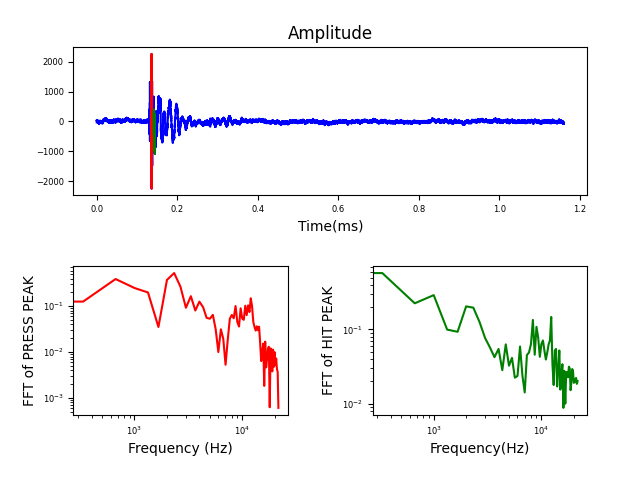 Amplitude
2000
1000
0
−1000
−2000
0.0 0.2 0.4 0.6 0.8 1.0 1.2
Time(ms)
FFT of PRESS PEAK
10⁻¹
10⁻²
10⁻³
10³ 10⁴
Frequency (Hz)
FFT of HIT PEAK
10⁻¹
10⁻²
10³ 10⁴
Frequency(Hz)